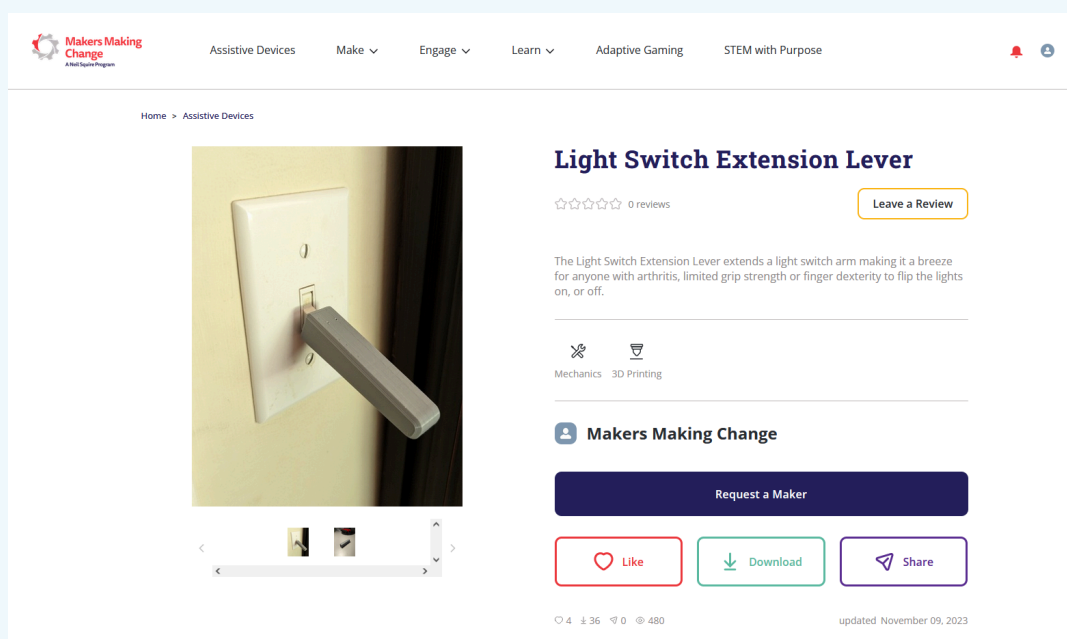 Makers Making
Change
A Neil Squire Program
Assistive Devices
Make
Engage
Learn
Adaptive Gaming
STEM with Purpose
Home > Assistive Devices
Light Switch Extension Lever
0 reviews
Leave a Review
The Light Switch Extension Lever extends a light switch arm making it a breeze
for anyone with arthritis, limited grip strength or finger dexterity to flip the lights
on, or off.
Mechanics
3D Printing
Makers Making Change
Request a Maker
Like
Download
Share
4 36 0 480
updated November 09, 2023